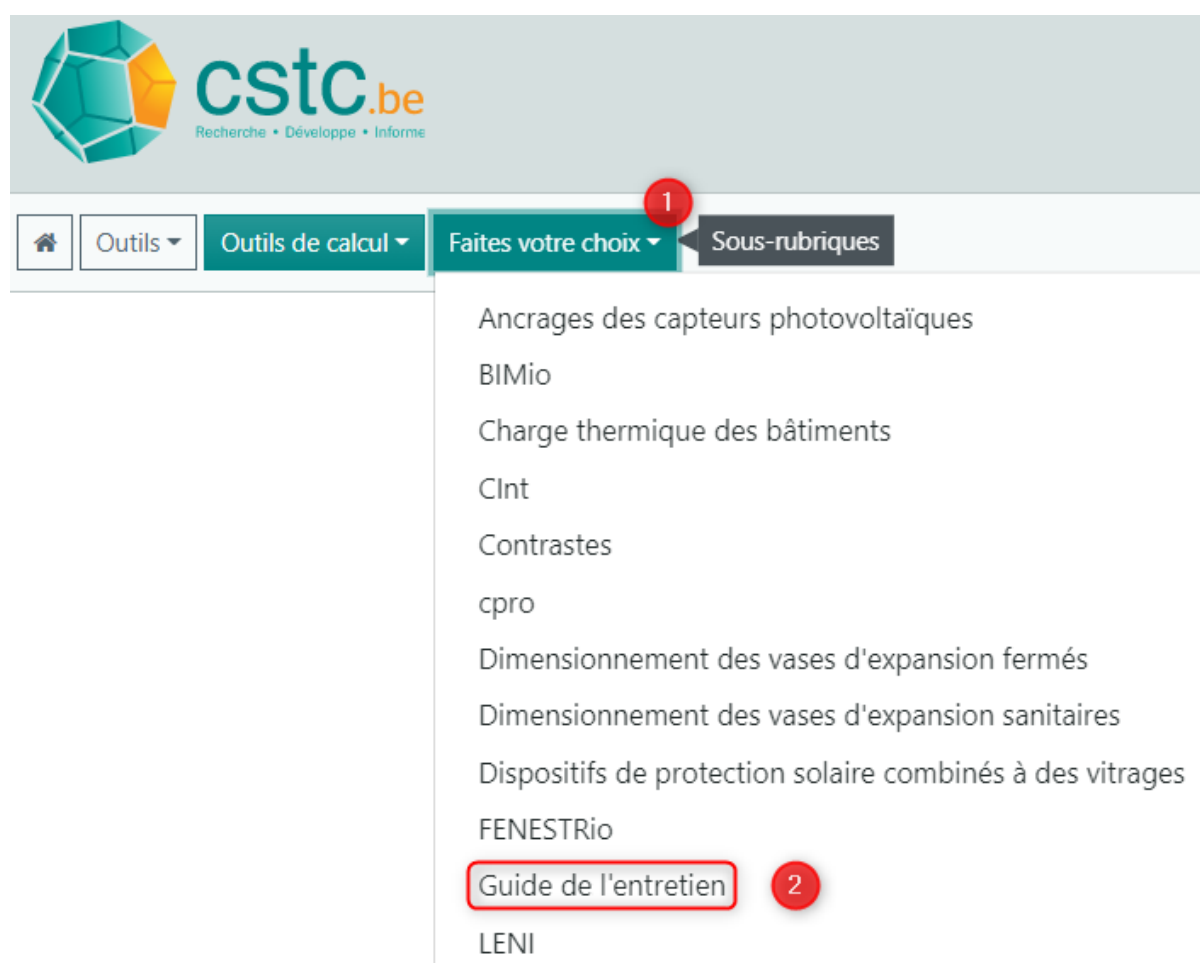 cstc.be
Recherche • Développe • Informe
1
Outils Outils de calcul Faites votre choix Sous-rubriques
Ancrages des capteurs photovoltaïques
BIMio
Charge thermique des bâtiments
CInt
Contrastes
cpro
Dimensionnement des vases d'expansion fermés
Dimensionnement des vases d'expansion sanitaires
Dispositifs de protection solaire combinés à des vitrages
FENESTRio
Guide de l'entretien 2
LENI